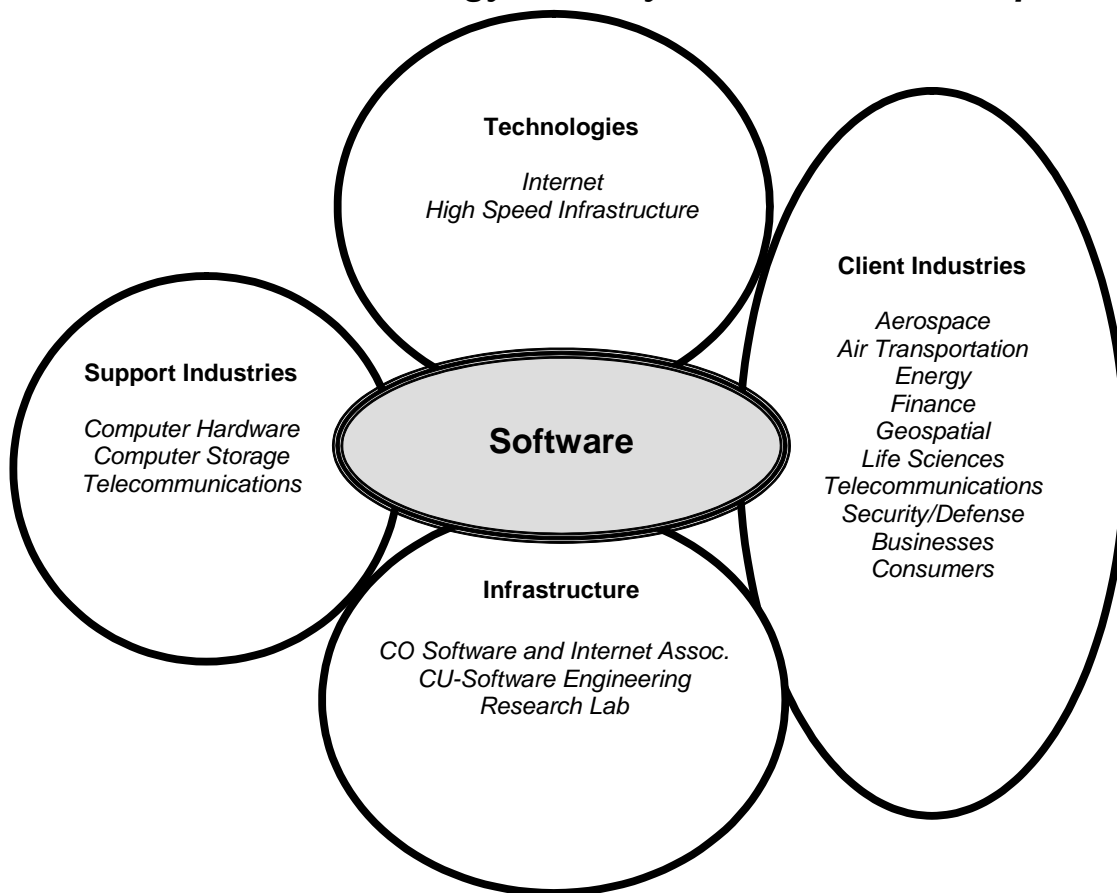 Technologies
Internet
High Speed Infrastructure
Client Industries
Aerospace
Air Transportation
Energy
Finance
Geospatial
Life Sciences
Telecommunications
Security/Defense
Businesses
Consumers
Support Industries
Computer Hardware
Computer Storage
Telecommunications
Software
Infrastructure
CO Software and Internet Assoc.
CU-Software Engineering
Research Lab